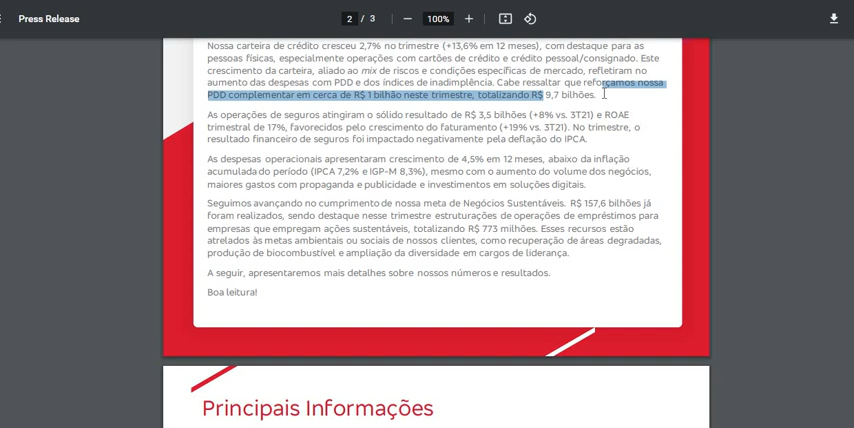 Press Release
2 / 3
100%
Nossa carteira de crédito cresceu 2,7% no trimestre (+13,6% em 12 meses), com destaque para as
pessoas físicas, especialmente operações com cartões de crédito e crédito pessoal/consignado. Este
crescimento da carteira, aliado ao mix de riscos e condições específicas de mercado, refletiram no
aumento das despesas com PDD e dos índices de inadimplência. Cabe ressaltar que reforçamos nossa
PDD complementar em cerca de R$ 1 bilhão neste trimestre, totalizando R$ 9,7 bilhões.
As operações de seguros atingiram o sólido resultado de R$ 3,5 bilhões (+8% vs. 3T21) e ROAE
trimestral de 17%, favorecidos pelo crescimento do faturamento (+19% vs. 3T21). No trimestre, o
resultado financeiro de seguros foi impactado negativamente pela deflação do IPCA.
As despesas operacionais apresentaram crescimento de 4,5% em 12 meses, abaixo da inflação
acumulada do período (IPCA 7,2% e IGP-M 8,3%), mesmo com o aumento do volume dos negócios,
maiores gastos com propaganda e publicidade e investimentos em soluções digitais.
Seguimos avançando no cumprimento de nossa meta de Negócios Sustentáveis. R$ 157,6 bilhões já
foram realizados, sendo destaque nesse trimestre estruturações de operações de empréstimos para
empresas que empregam ações sustentáveis, totalizando R$ 773 milhões. Esses recursos estão
atrelados às metas ambientais ou sociais de nossos clientes, como recuperação de áreas degradadas,
produção de biocombustível e ampliação da diversidade em cargos de liderança.
A seguir, apresentaremos mais detalhes sobre nossos números e resultados.
Boa leitura!
Principais Informações